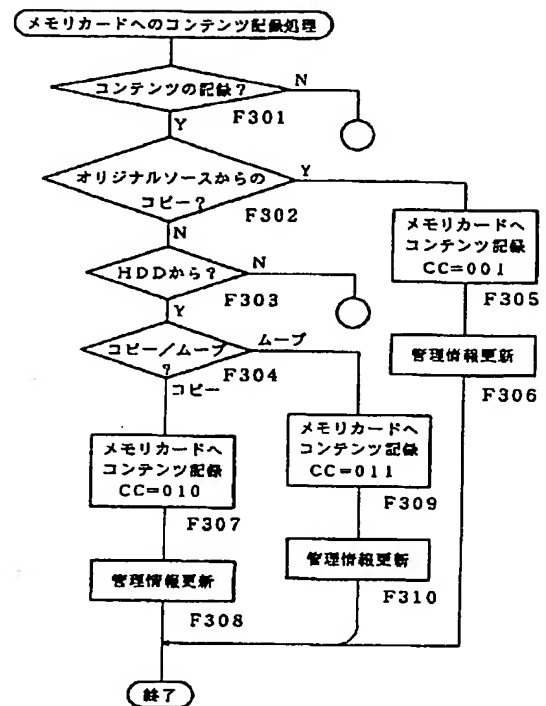 メモリカードへのコンテンツ記録処理
コンテンツの記録?
N
F301
Y
オリジナルソースからの
コピー?
Y
F302
N
メモリカードへ
コンテンツ記録
CC=001
F305
HDDから?
N
F303
Y
管理情報更新
F306
コピー/ムーブ
?
ムーブ
F304
コピー
メモリカードへ
コンテンツ記録
CC=010
F307
メモリカードへ
コンテンツ記録
CC=011
F309
管理情報更新
F308
管理情報更新
F310
終了